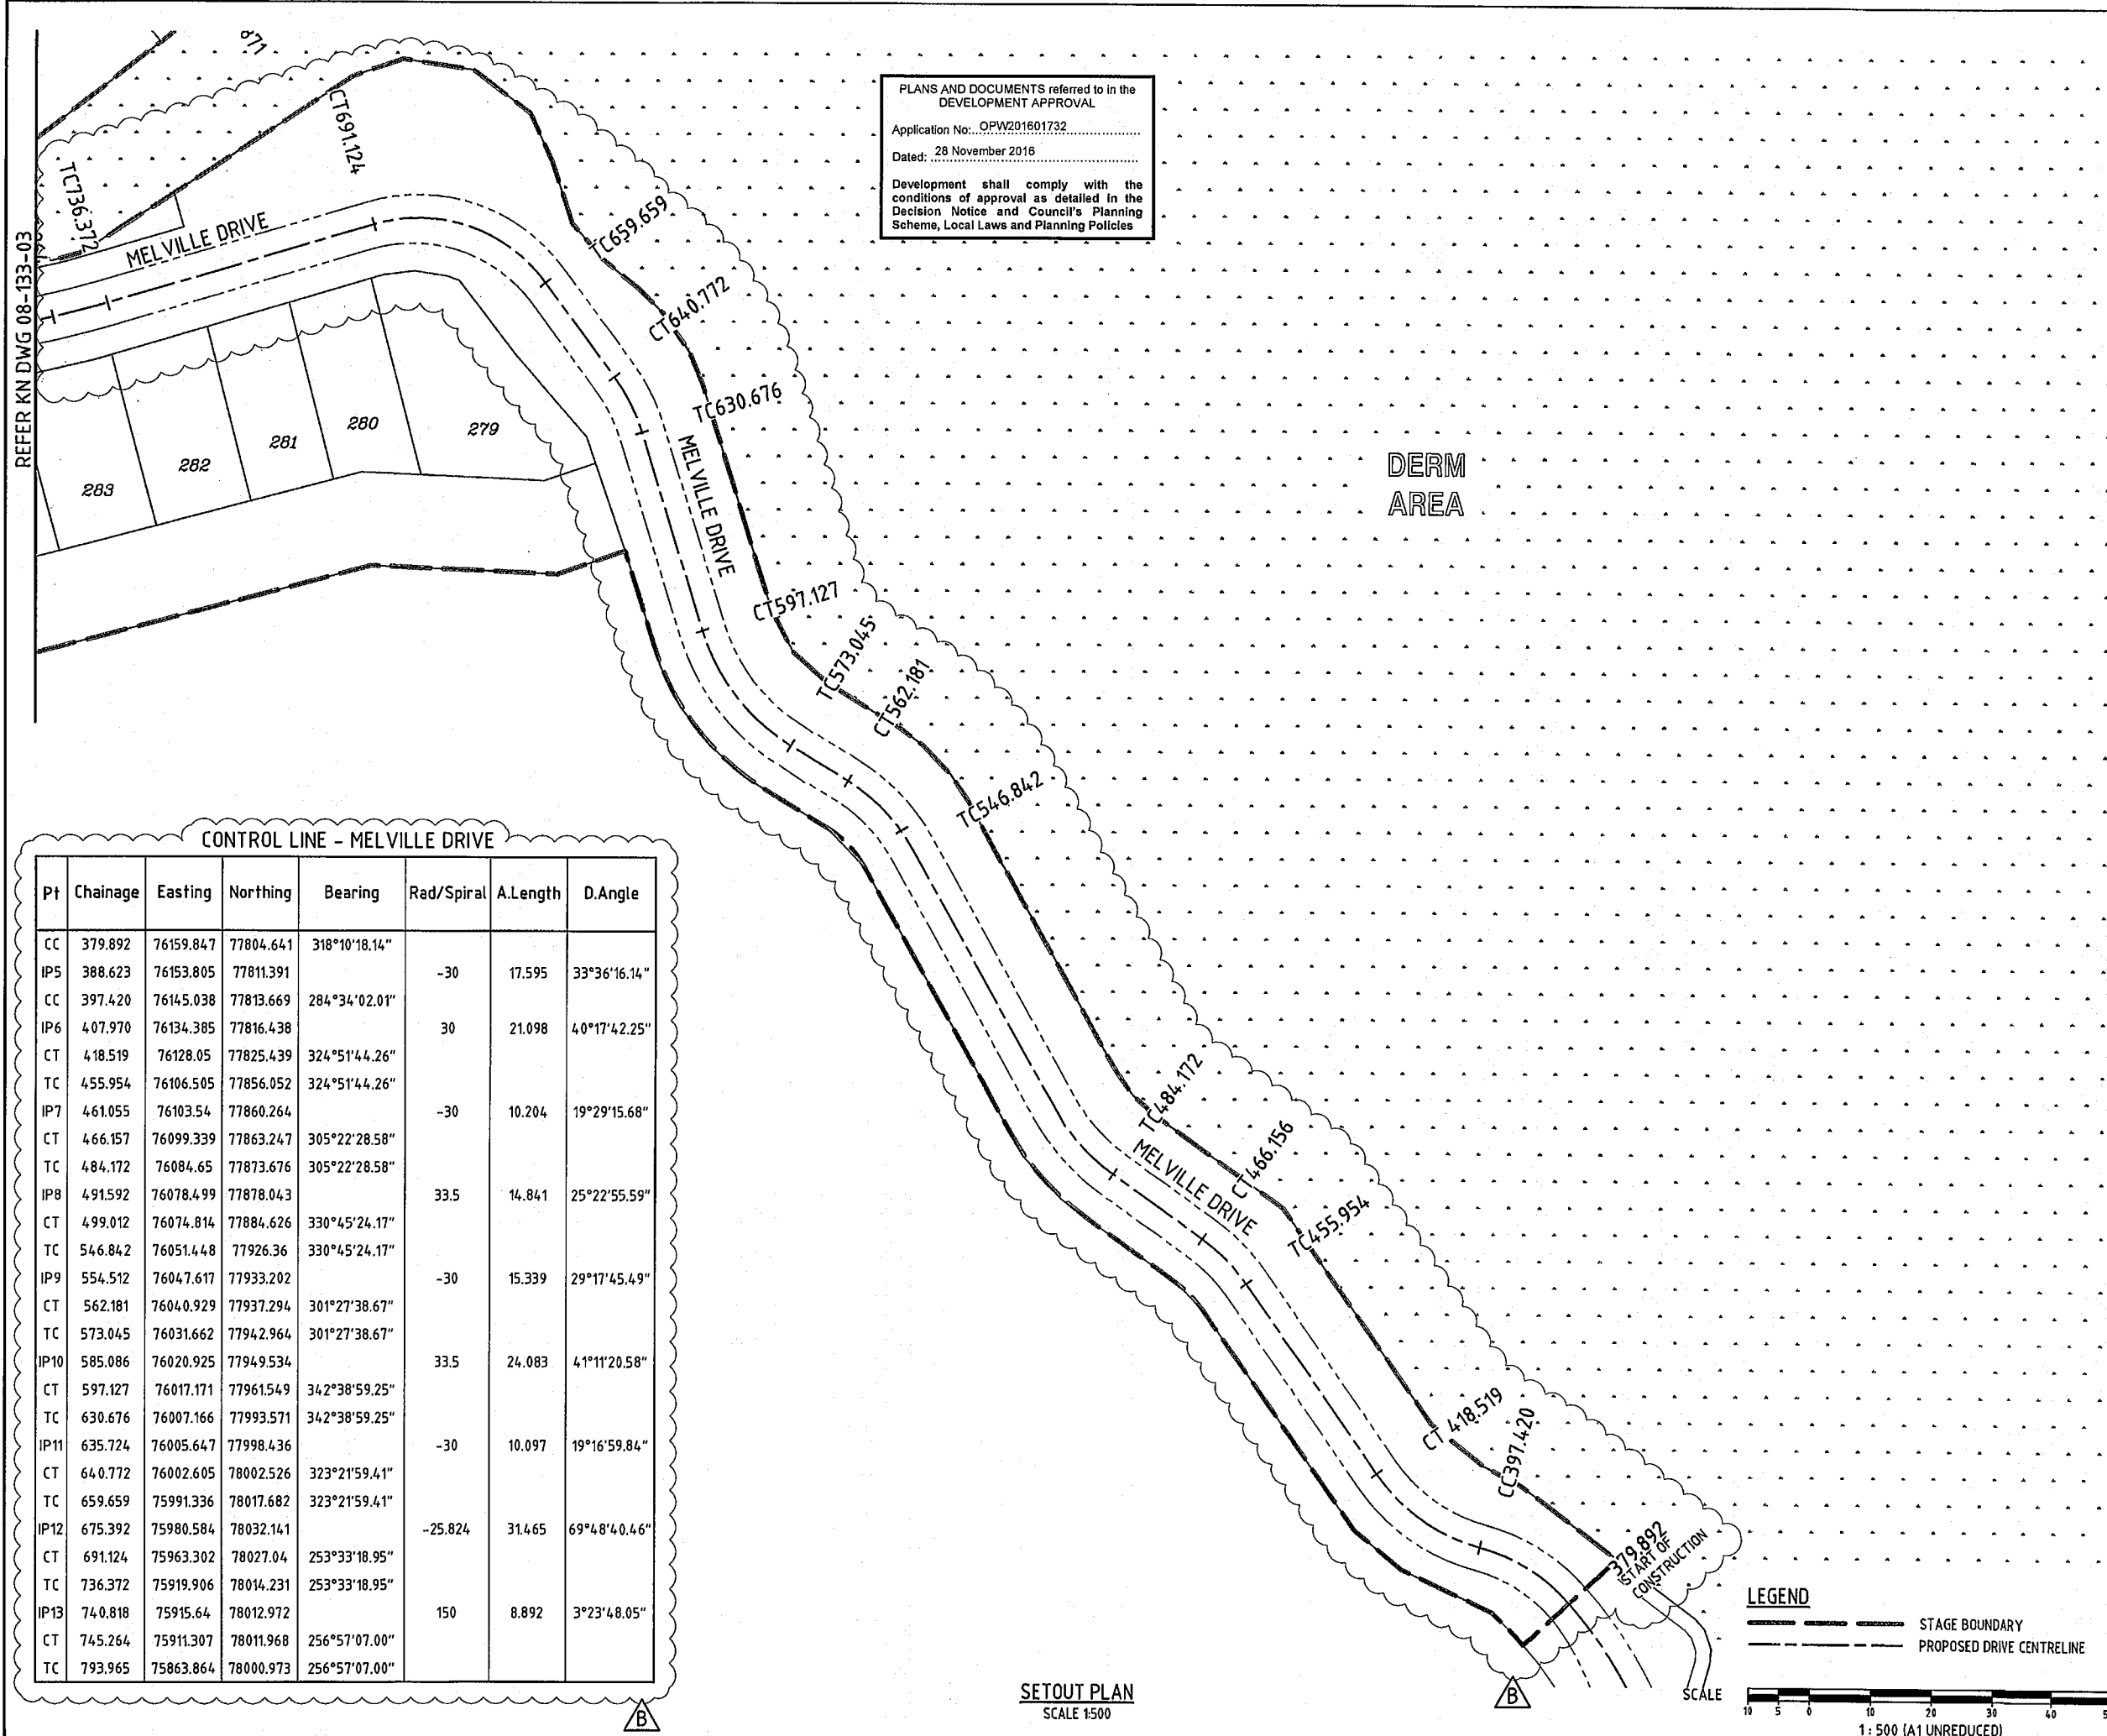 871
CT691.124
TC736.372
MELVILLE DRIVE
REFER KN DWG 08-133-03
PLANS AND DOCUMENTS referred to in the
DEVELOPMENT APPROVAL
Application No:..OPW201601732
Dated: 28 November 2016
Development shall comply with the
conditions of approval as detailed in the
Decision Notice and Council's Planning
Scheme, Local Laws and Planning Policies
TC659.659
CT640.772
TC630.676
MELVILLE DRIVE
283
282
281
280
279
DERM
AREA
CT597.127
TC573.045
CT562.181
TC546.842
TC484.172
MELVILLE DRIVE
CT466.156
TC455.954
CT 418.519
CC397.420
379.892
START OF
CONSTRUCTION
CONTROL LINE - MELVILLE DRIVE
Pt Chainage Easting Northing Bearing Rad/Spiral A.Length D.Angle
CC 379.892 76159.847 77804.641 318°10'18.14"
IP5 388.623 76153.805 77811.391 -30 17.595 33°36'16.14"
CC 397.420 76145.038 77813.669 284°34'02.01"
IP6 407.970 76134.385 77816.438 30 21.098 40°17'42.25"
CT 418.519 76128.05 77825.439 324°51'44.26"
TC 455.954 76106.505 77856.052 324°51'44.26"
IP7 461.055 76103.54 77860.264 -30 10.204 19°29'15.68"
CT 466.157 76099.339 77863.247 305°22'28.58"
TC 484.172 76084.65 77873.676 305°22'28.58"
IP8 491.592 76078.499 77878.043 33.5 14.841 25°22'55.59"
CT 499.012 76074.814 77884.626 330°45'24.17"
TC 546.842 76051.448 77926.36 330°45'24.17"
IP9 554.512 76047.617 77933.202 -30 15.339 29°17'45.49"
CT 562.181 76040.929 77937.294 301°27'38.67"
TC 573.045 76031.662 77942.964 301°27'38.67"
IP10 585.086 76020.925 77949.534 33.5 24.083 41°11'20.58"
CT 597.127 76017.171 77961.549 342°38'59.25"
TC 630.676 76007.166 77993.571 342°38'59.25"
IP11 635.724 76005.647 77998.436 -30 10.097 19°16'59.84"
CT 640.772 76002.605 78002.526 323°21'59.41"
TC 659.659 75991.336 78017.682 323°21'59.41"
IP12 675.392 75980.584 78032.141 -25.824 31.465 69°48'40.46"
CT 691.124 75963.302 78027.04 253°33'18.95"
TC 736.372 75919.906 78014.231 253°33'18.95"
IP13 740.818 75915.64 78012.972 150 8.892 3°23'48.05"
CT 745.264 75911.307 78011.968 256°57'07.00"
TC 793.965 75863.864 78000.973 256°57'07.00"
B
SETOUT PLAN
SCALE 1:500
B
LEGEND
STAGE BOUNDARY
PROPOSED DRIVE CENTRELINE
SCALE
10 5 0 10 20 30 40
1 : 500 (A1 UNREDUCED)